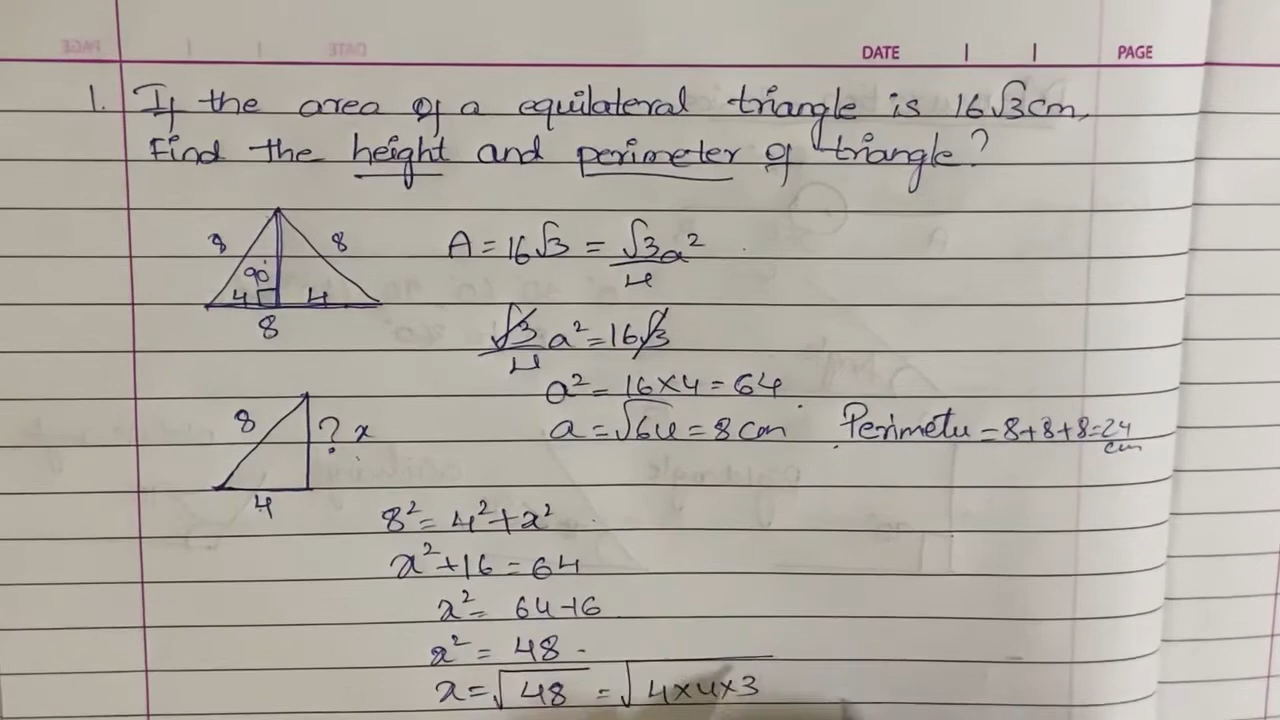 DATE | | PAGE
1. If the area of a equilateral triangle is 16√3cm,
Find the height and perimeter of triangle?
8 8
90°
4 4
8
A = 16√3 = √3/4 a²
√3/4 a² = 16√3
a² = 16×4 = 64
a = √64 = 8 cm Perimeter = 8+8+8=24 cm
8 ? x
4
8² = 4² + x²
x² + 16 = 64
x² = 64-16
x² = 48
x = √48 = √4×4×3